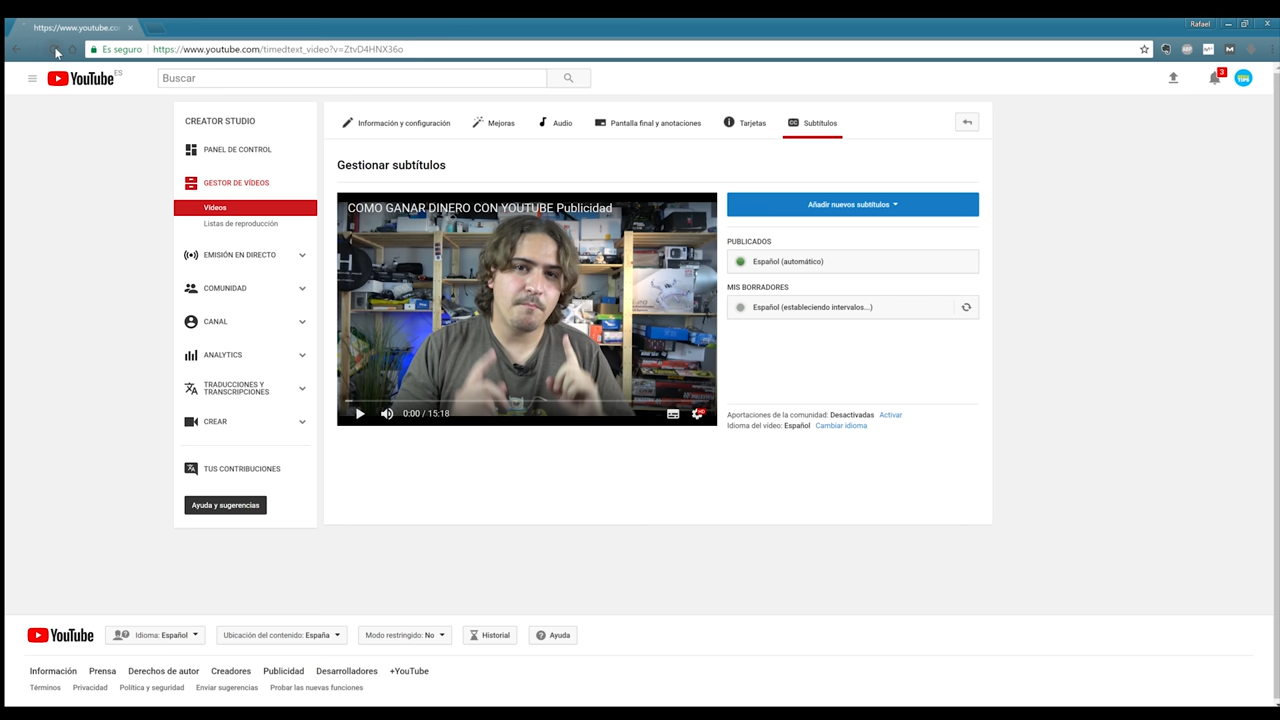 https://www.youtube.co
Rafael
Es seguro
https://www.youtube.com/timedtext_video?v=ZtvD4HNX36o
YouTube ES
Buscar
3
CREATOR STUDIO
PANEL DE CONTROL
GESTOR DE VÍDEOS
Vídeos
Listas de reproducción
EMISIÓN EN DIRECTO
COMUNIDAD
CANAL
ANALYTICS
TRADUCCIONES Y
TRANSCRIPCIONES
CREAR
TUS CONTRIBUCIONES
Ayuda y sugerencias
Información y configuración
Mejoras
Audio
Pantalla final y anotaciones
Tarjetas
CC Subtítulos
Gestionar subtítulos
COMO GANAR DINERO CON YOUTUBE Publicidad
0:00 / 15:18
HD
Añadir nuevos subtítulos
PUBLICADOS
Español (automático)
MIS BORRADORES
Español (estableciendo intervalos...)
Aportaciones de la comunidad: Desactivadas Activar
Idioma del vídeo: Español Cambiar idioma
YouTube
Idioma: Español
Ubicación del contenido: España
Modo restringido: No
Historial
Ayuda
Información Prensa Derechos de autor Creadores Publicidad Desarrolladores +YouTube
Términos Privacidad Política y seguridad Enviar sugerencias Probar las nuevas funciones